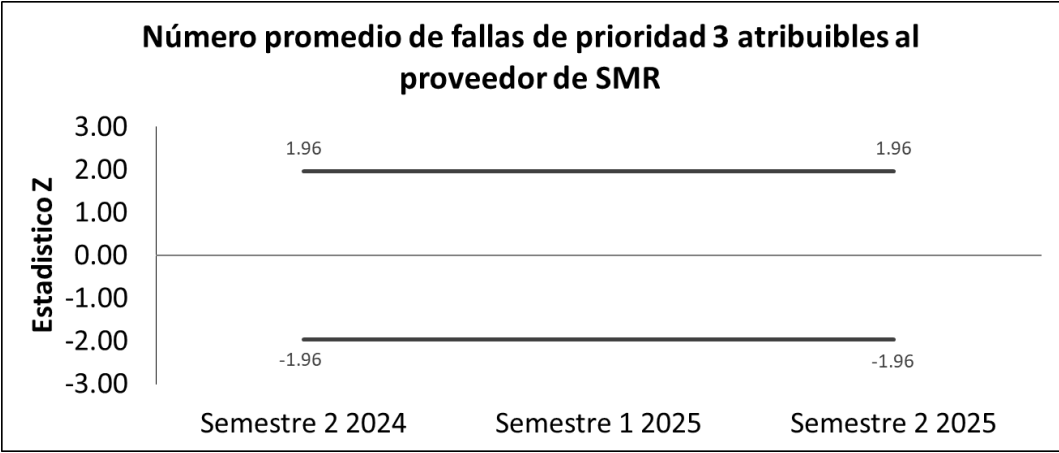 Número promedio de fallas de prioridad 3 atribuibles al
proveedor de SMR
Estadistico Z
3.00
2.00
1.00
0.00
-1.00
-2.00
-3.00
1.96
1.96
-1.96
-1.96
Semestre 2 2024
Semestre 1 2025
Semestre 2 2025